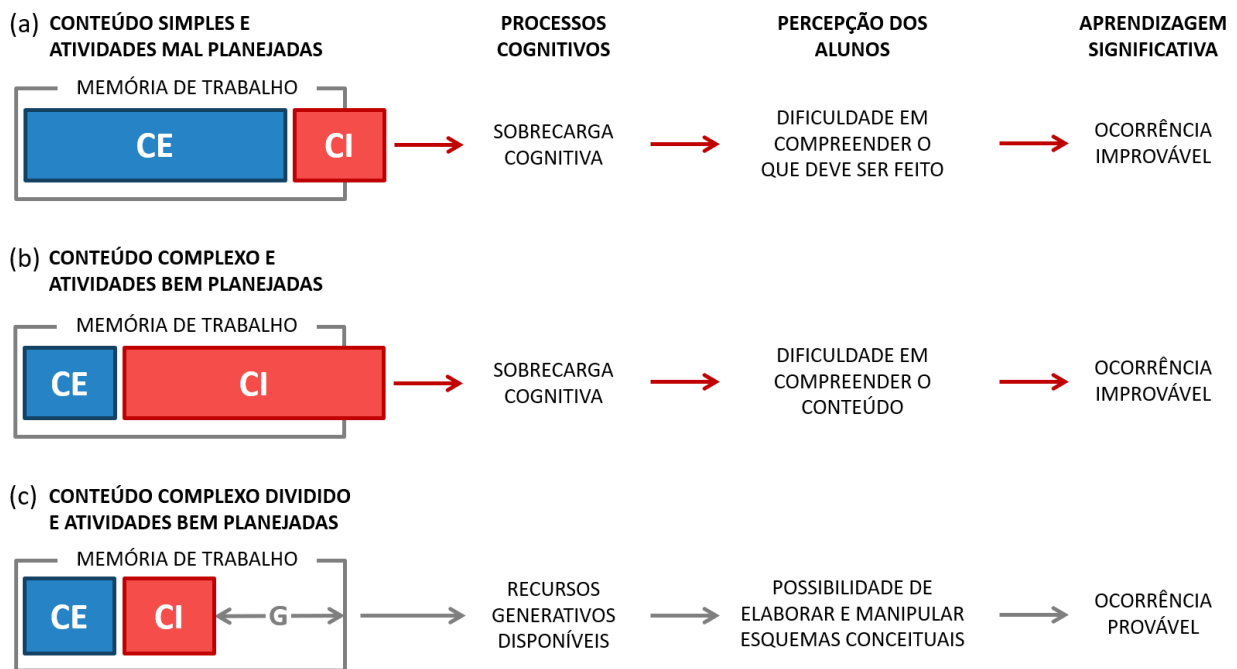 (a) CONTEÚDO SIMPLES E
ATIVIDADES MAL PLANEJADAS
PROCESSOS
COGNITIVOS
PERCEPÇÃO DOS
ALUNOS
APRENDIZAGEM
SIGNIFICATIVA
MEMÓRIA DE TRABALHO
CE
CI
SOBRECARGA
COGNITIVA
DIFICULDADE EM
COMPREENDER O
QUE DEVE SER FEITO
OCORRÊNCIA
IMPROVÁVEL
(b) CONTEÚDO COMPLEXO E
ATIVIDADES BEM PLANEJADAS
MEMÓRIA DE TRABALHO
CE
CI
SOBRECARGA
COGNITIVA
DIFICULDADE EM
COMPREENDER O
CONTEÚDO
OCORRÊNCIA
IMPROVÁVEL
(c) CONTEÚDO COMPLEXO DIVIDIDO
E ATIVIDADES BEM PLANEJADAS
MEMÓRIA DE TRABALHO
CE
CI
G
RECURSOS
GENERATIVOS
DISPONÍVEIS
POSSIBILIDADE DE
ELABORAR E MANIPULAR
ESQUEMAS CONCEITUAIS
OCORRÊNCIA
PROVÁVEL